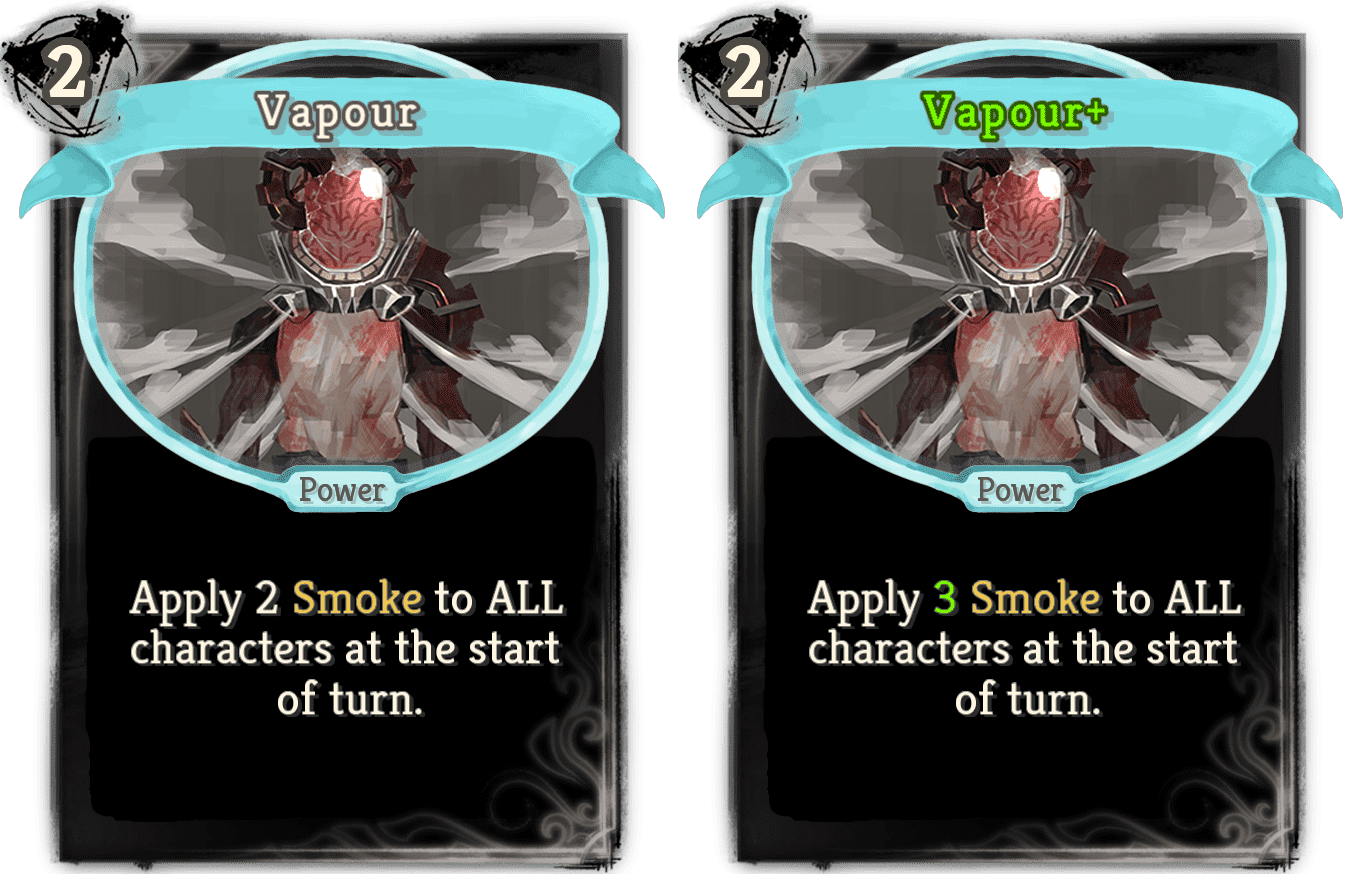 2
Vapour
Power
Apply 2 Smoke to ALL
characters at the start
of turn.
2
Vapour+
Power
Apply 3 Smoke to ALL
characters at the start
of turn.